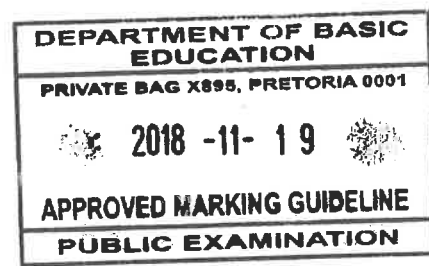 DEPARTMENT OF BASIC
EDUCATION
PRIVATE BAG X895, PRETORIA 0001
2018 -11- 19
APPROVED MARKING GUIDELINE
PUBLIC EXAMINATION